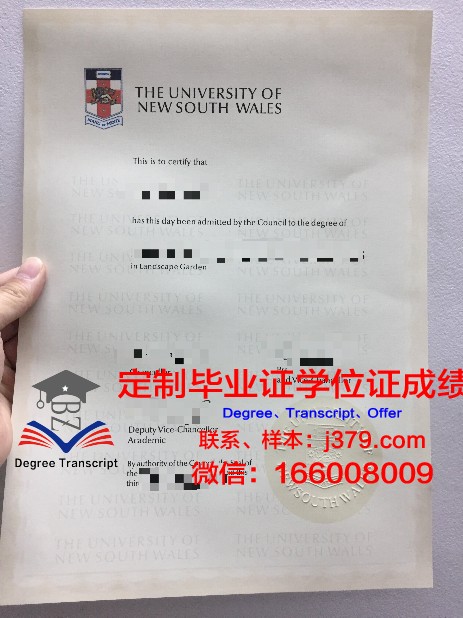 THE UNIVERSITY OF
NEW SOUTH WALES
This is to certify that
has this day been admitted by the Council to the degree of
in Landscape Garden
Chancellor
定制毕业证学位证成绩
Degree, Transcript, Offer
联系、样本：j379.com
微信：166008009
BZ
Degree Transcript
Deputy Vice-Chancellor
Academic
By authority of the Council
the